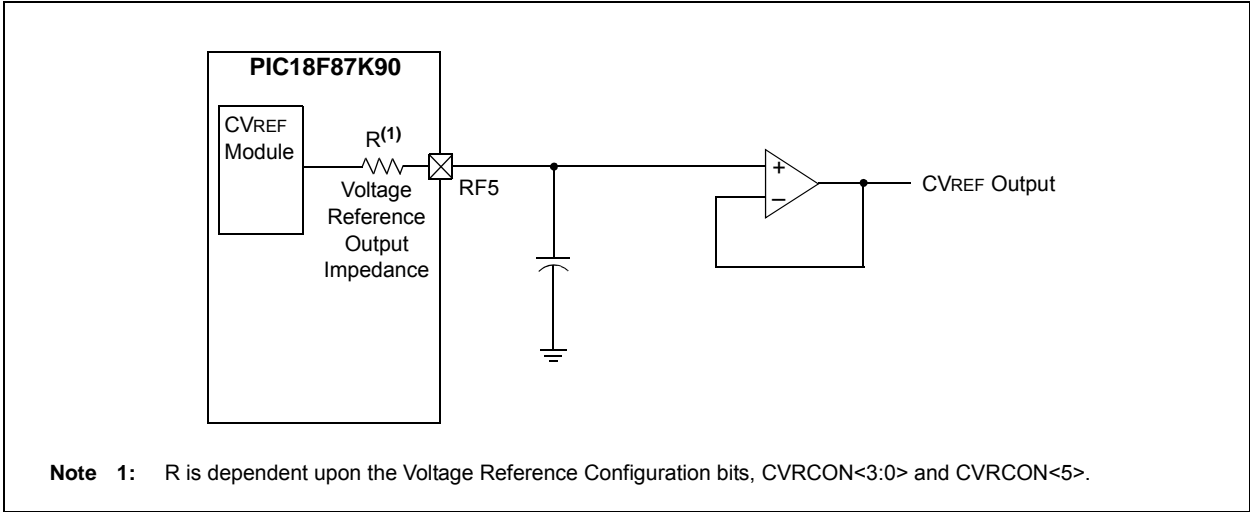 PIC18F87K90
CVREF
Module
R(1)
Voltage
Reference
Output
Impedance
RF5
+
–
CVREF Output
Note 1: R is dependent upon the Voltage Reference Configuration bits, CVRCON<3:0> and CVRCON<5>.